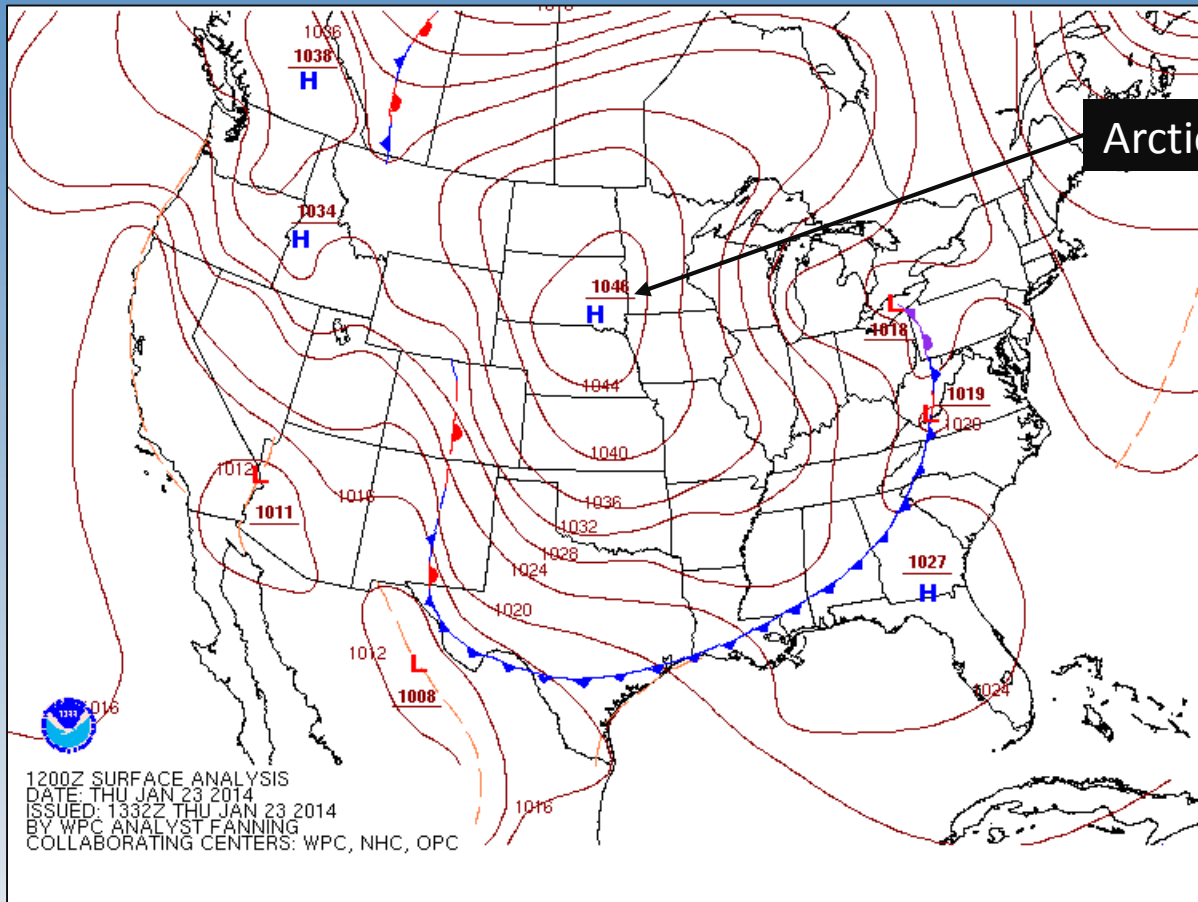 1036
1038
H
Arctic
1034
H
1046
H
L
1018
1044
1019
L
1020
1040
1012
L
1016
1011
1036
1032
1028
1027
H
1024
1020
1012
L
1008
1024
1016
1016
1200Z SURFACE ANALYSIS
DATE: THU JAN 23 2014
ISSUED: 1332Z THU JAN 23 2014
BY WPC ANALYST FANNING
COLLABORATING CENTERS: WPC, NHC, OPC